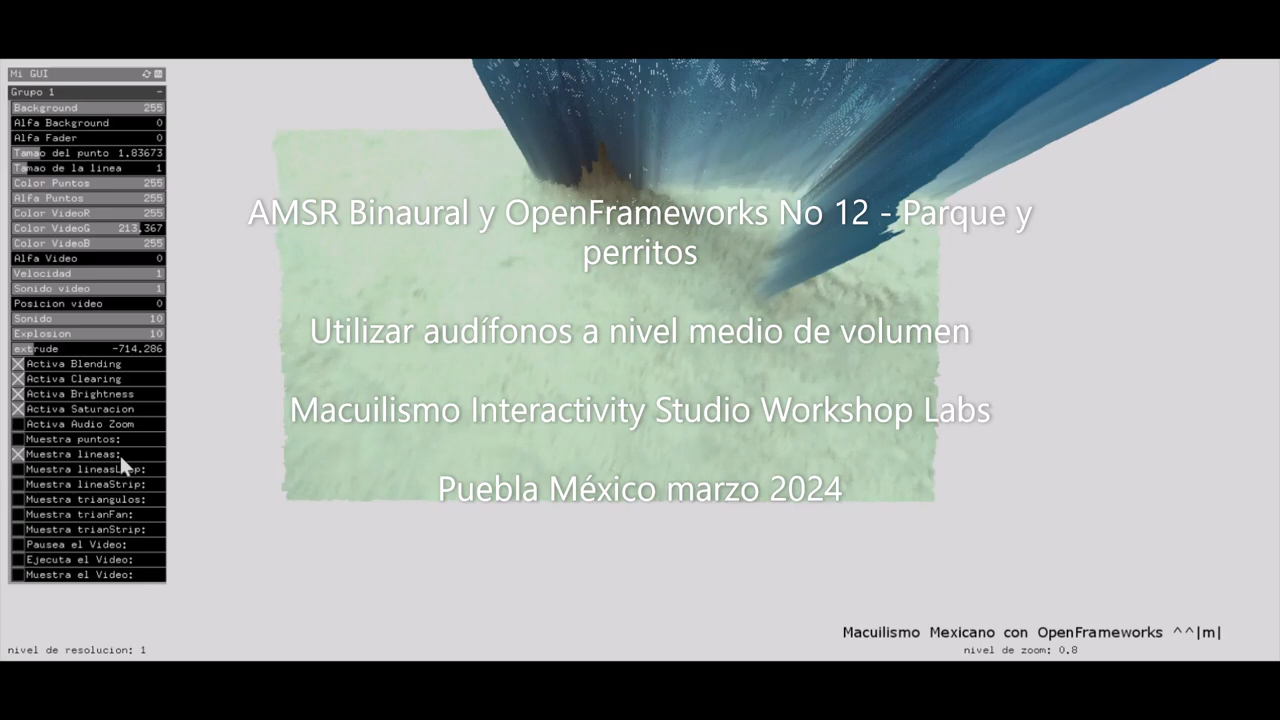 Mi GUI
Grupo 1 -
Background 255
Alfa Background 0
Alfa Fader 0
Tamao del punto 1.83673
Tamao de la linea 1
Color Puntos 255
Alfa Puntos 255
Color VideoR 255
Color VideoG 213.367
Color VideoB 255
Alfa Video 0
Velocidad 1
Sonido video 1
Posicion video 0
Sonido 10
Explosion 10
extrude -714.286
Activa Blending
Activa Clearing
Activa Brightness
Activa Saturacion
Activa Audio Zoom
Muestra puntos:
Muestra lineas:
Muestra lineasLoop:
Muestra lineaStrip:
Muestra triangulos:
Muestra trianFan:
Muestra trianStrip:
Pausea el Video:
Ejecuta el Video:
Muestra el Video:
AMSR Binaural y OpenFrameworks No 12 - Parque y
perritos
Utilizar audífonos a nivel medio de volumen
Macuilismo Interactivity Studio Workshop Labs
Puebla México marzo 2024
Macuilismo Mexicano con OpenFrameworks ^^|m|
nivel de resolucion: 1
nivel de zoom: 0.8